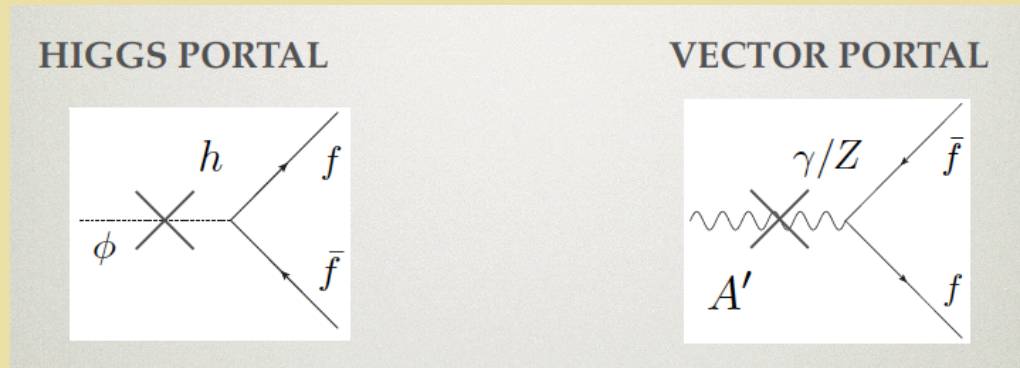 HIGGS PORTAL
h
f
ϕ
f̄
VECTOR PORTAL
γ/Z
f̄
A′
f